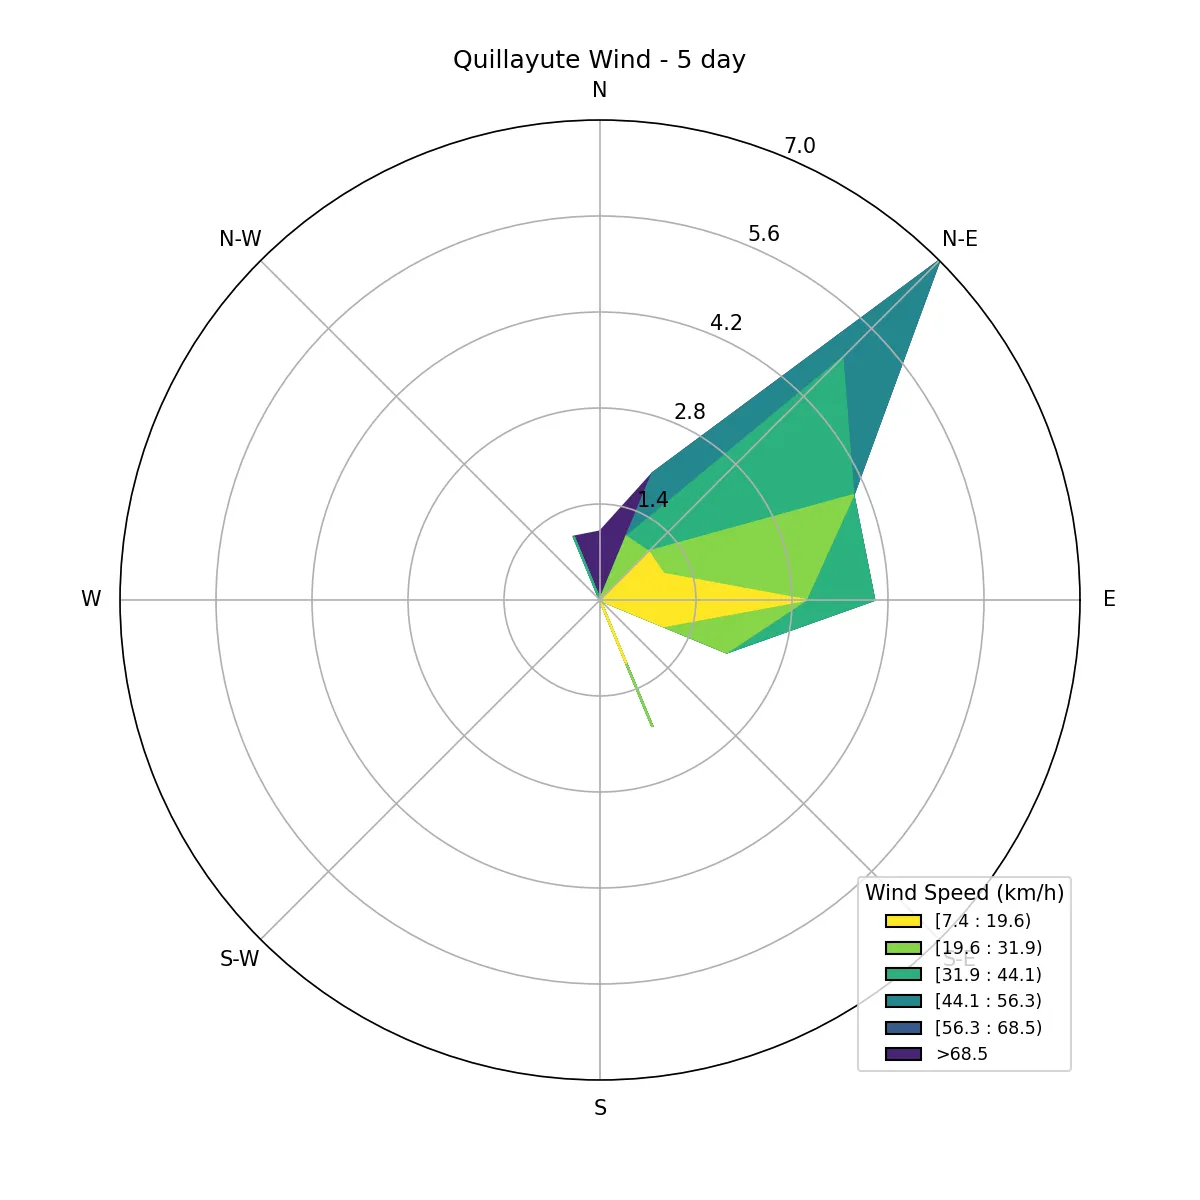 Quillayute Wind - 5 day
N
7.0
5.6
N-W
N-E
4.2
2.8
1.4
W
E
Wind Speed (km/h)
[7.4 : 19.6)
[19.6 : 31.9)
S-W
S-E
[31.9 : 44.1)
[44.1 : 56.3)
[56.3 : 68.5)
>68.5
S